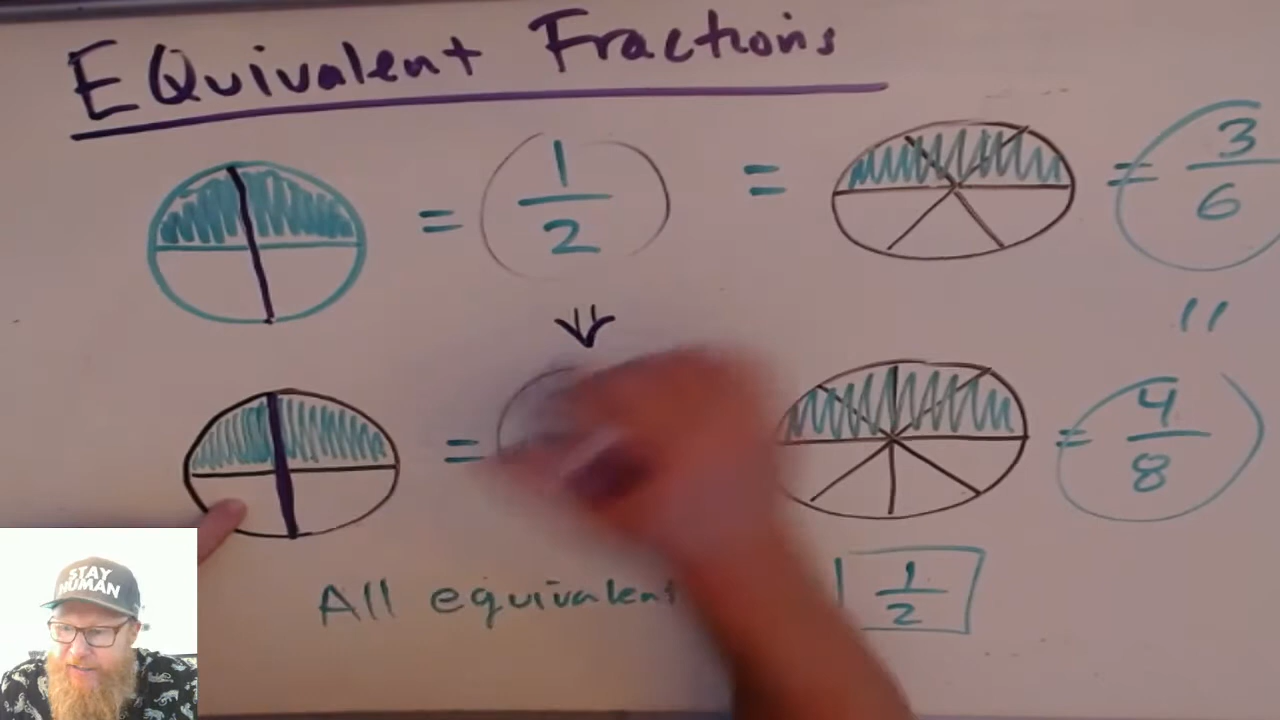 EQuivalent Fractions
= 1/2 = = 3/6
=
= = 4/8
All equivalent 1/2
STAY HUMAN